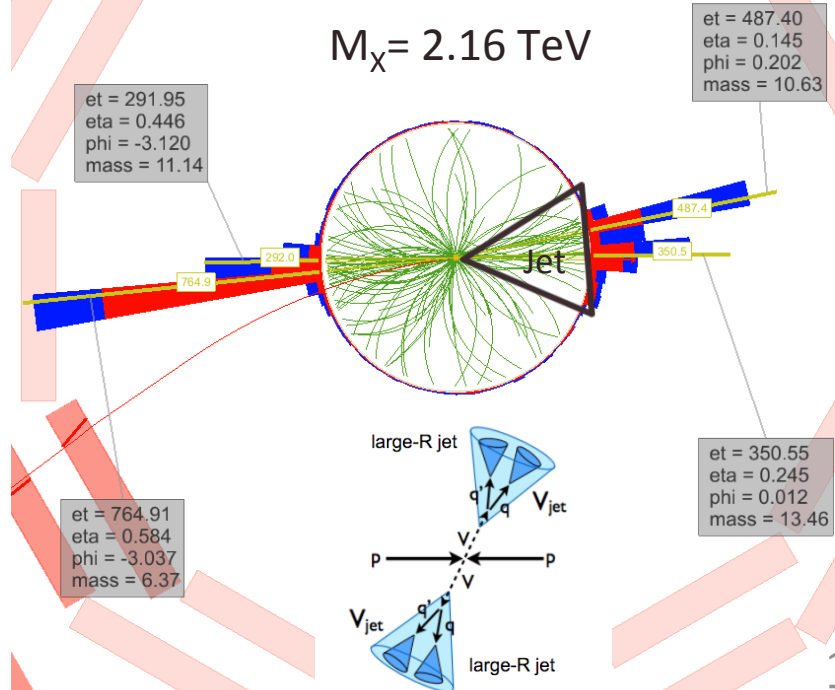 M_X= 2.16 TeV
et = 487.40
eta = 0.145
phi = 0.202
mass = 10.63
et = 291.95
eta = 0.446
phi = -3.120
mass = 11.14
487.4
292.0
350.5
Jet
764.9
et = 350.55
eta = 0.245
phi = 0.012
mass = 13.46
et = 764.91
eta = 0.584
phi = -3.037
mass = 6.37
large-R jet
q' q
V_jet
V
p p
V
V_jet
q' q
large-R jet